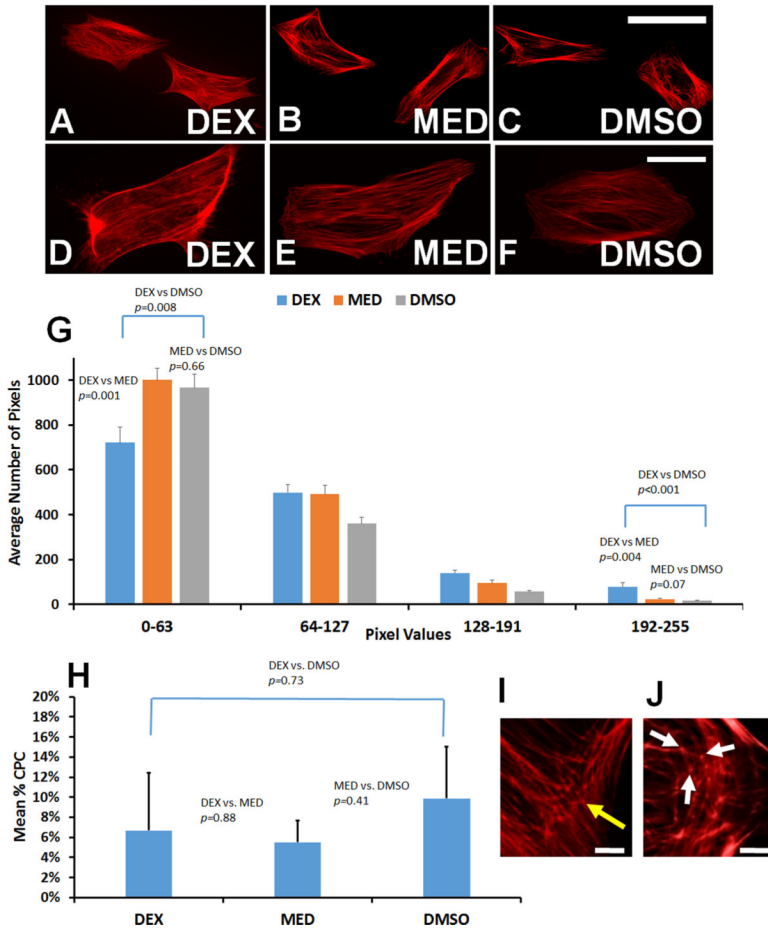 A DEX
B MED
C DMSO
D DEX
E MED
F DMSO
DEX vs DMSO
p=0.008
DEX MED DMSO
G
MED vs DMSO
p=0.66
DEX vs MED
p=0.001
DEX vs DMSO
p<0.001
DEX vs MED
p=0.004
MED vs DMSO
p=0.07
Average Number of Pixels
1000
800
600
400
200
0
0-63 64-127 128-191 192-255
Pixel Values
H
DEX vs. DMSO
p=0.73
Mean % CPC
20%
18%
16%
14%
12%
10%
8%
6%
4%
2%
0%
DEX vs. MED
p=0.88
MED vs. DMSO
p=0.41
DEX MED DMSO
I
J